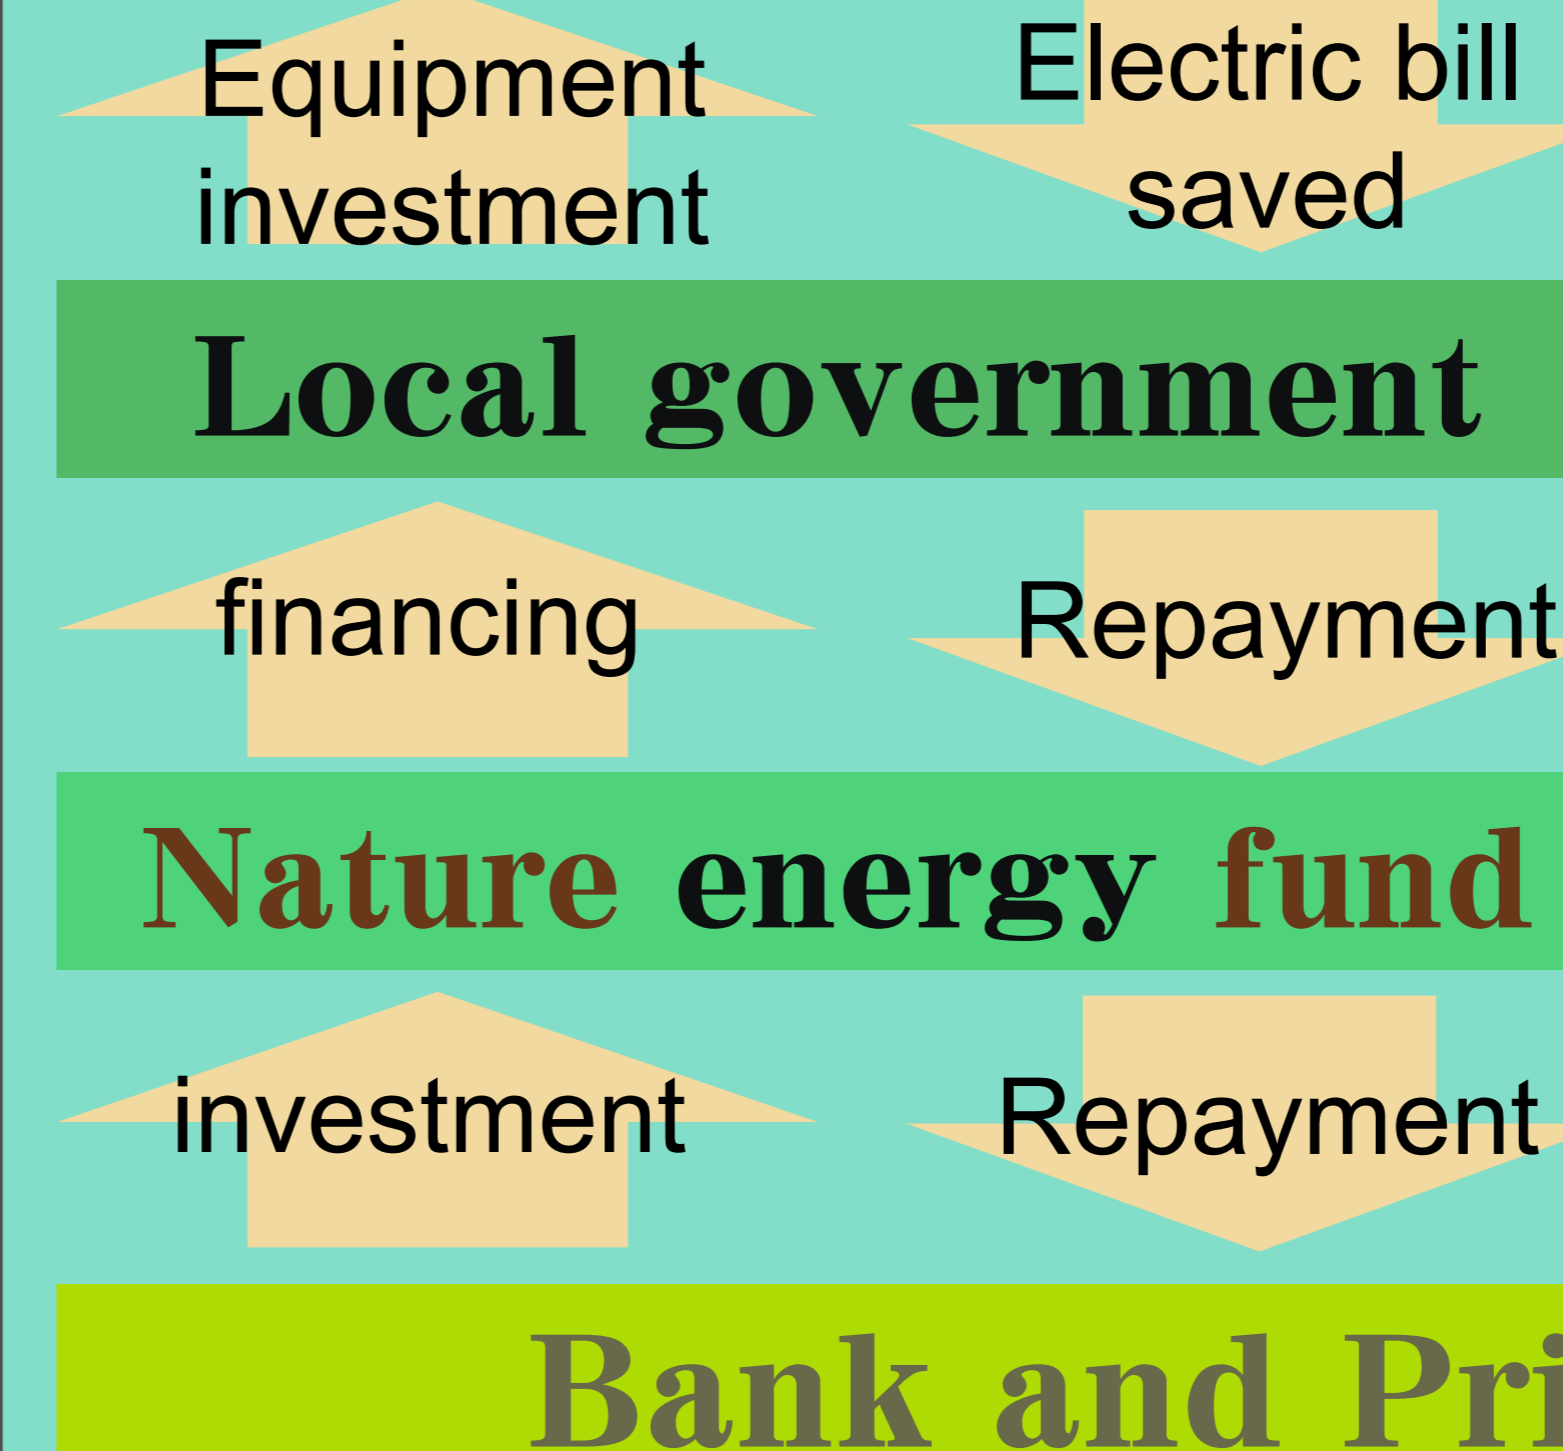 Equipment
investment
Electric bill
saved
Local government
financing
Repayment
Nature energy fund
investment
Repayment
Bank and